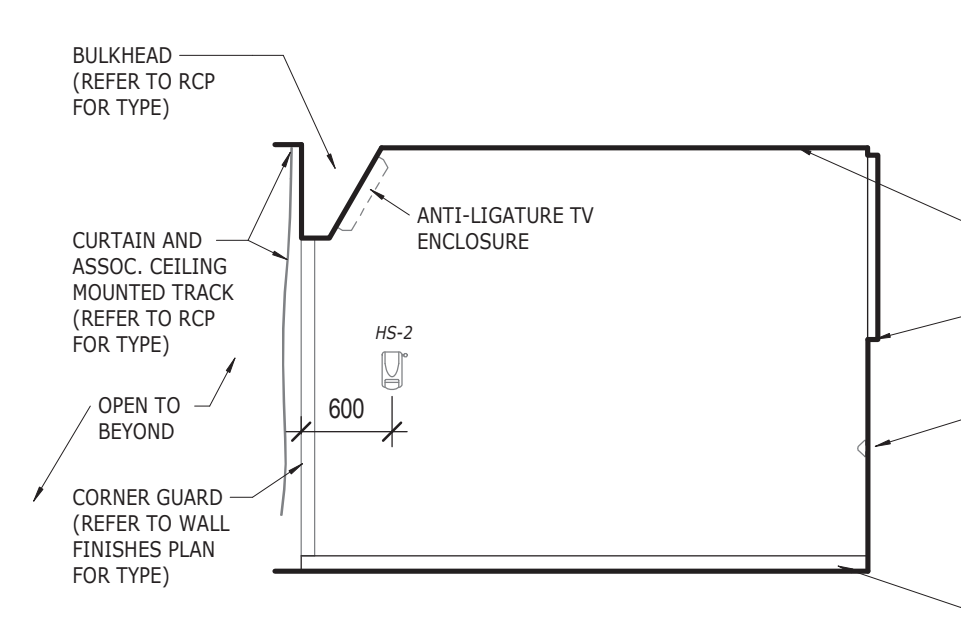 BULKHEAD
(REFER TO RCP
FOR TYPE)
ANTI-LIGATURE TV
ENCLOSURE
CURTAIN AND
ASSOC. CEILING
MOUNTED TRACK
(REFER TO RCP
FOR TYPE)
HS-2
600
OPEN TO
BEYOND
CORNER GUARD
(REFER TO WALL
FINISHES PLAN
FOR TYPE)